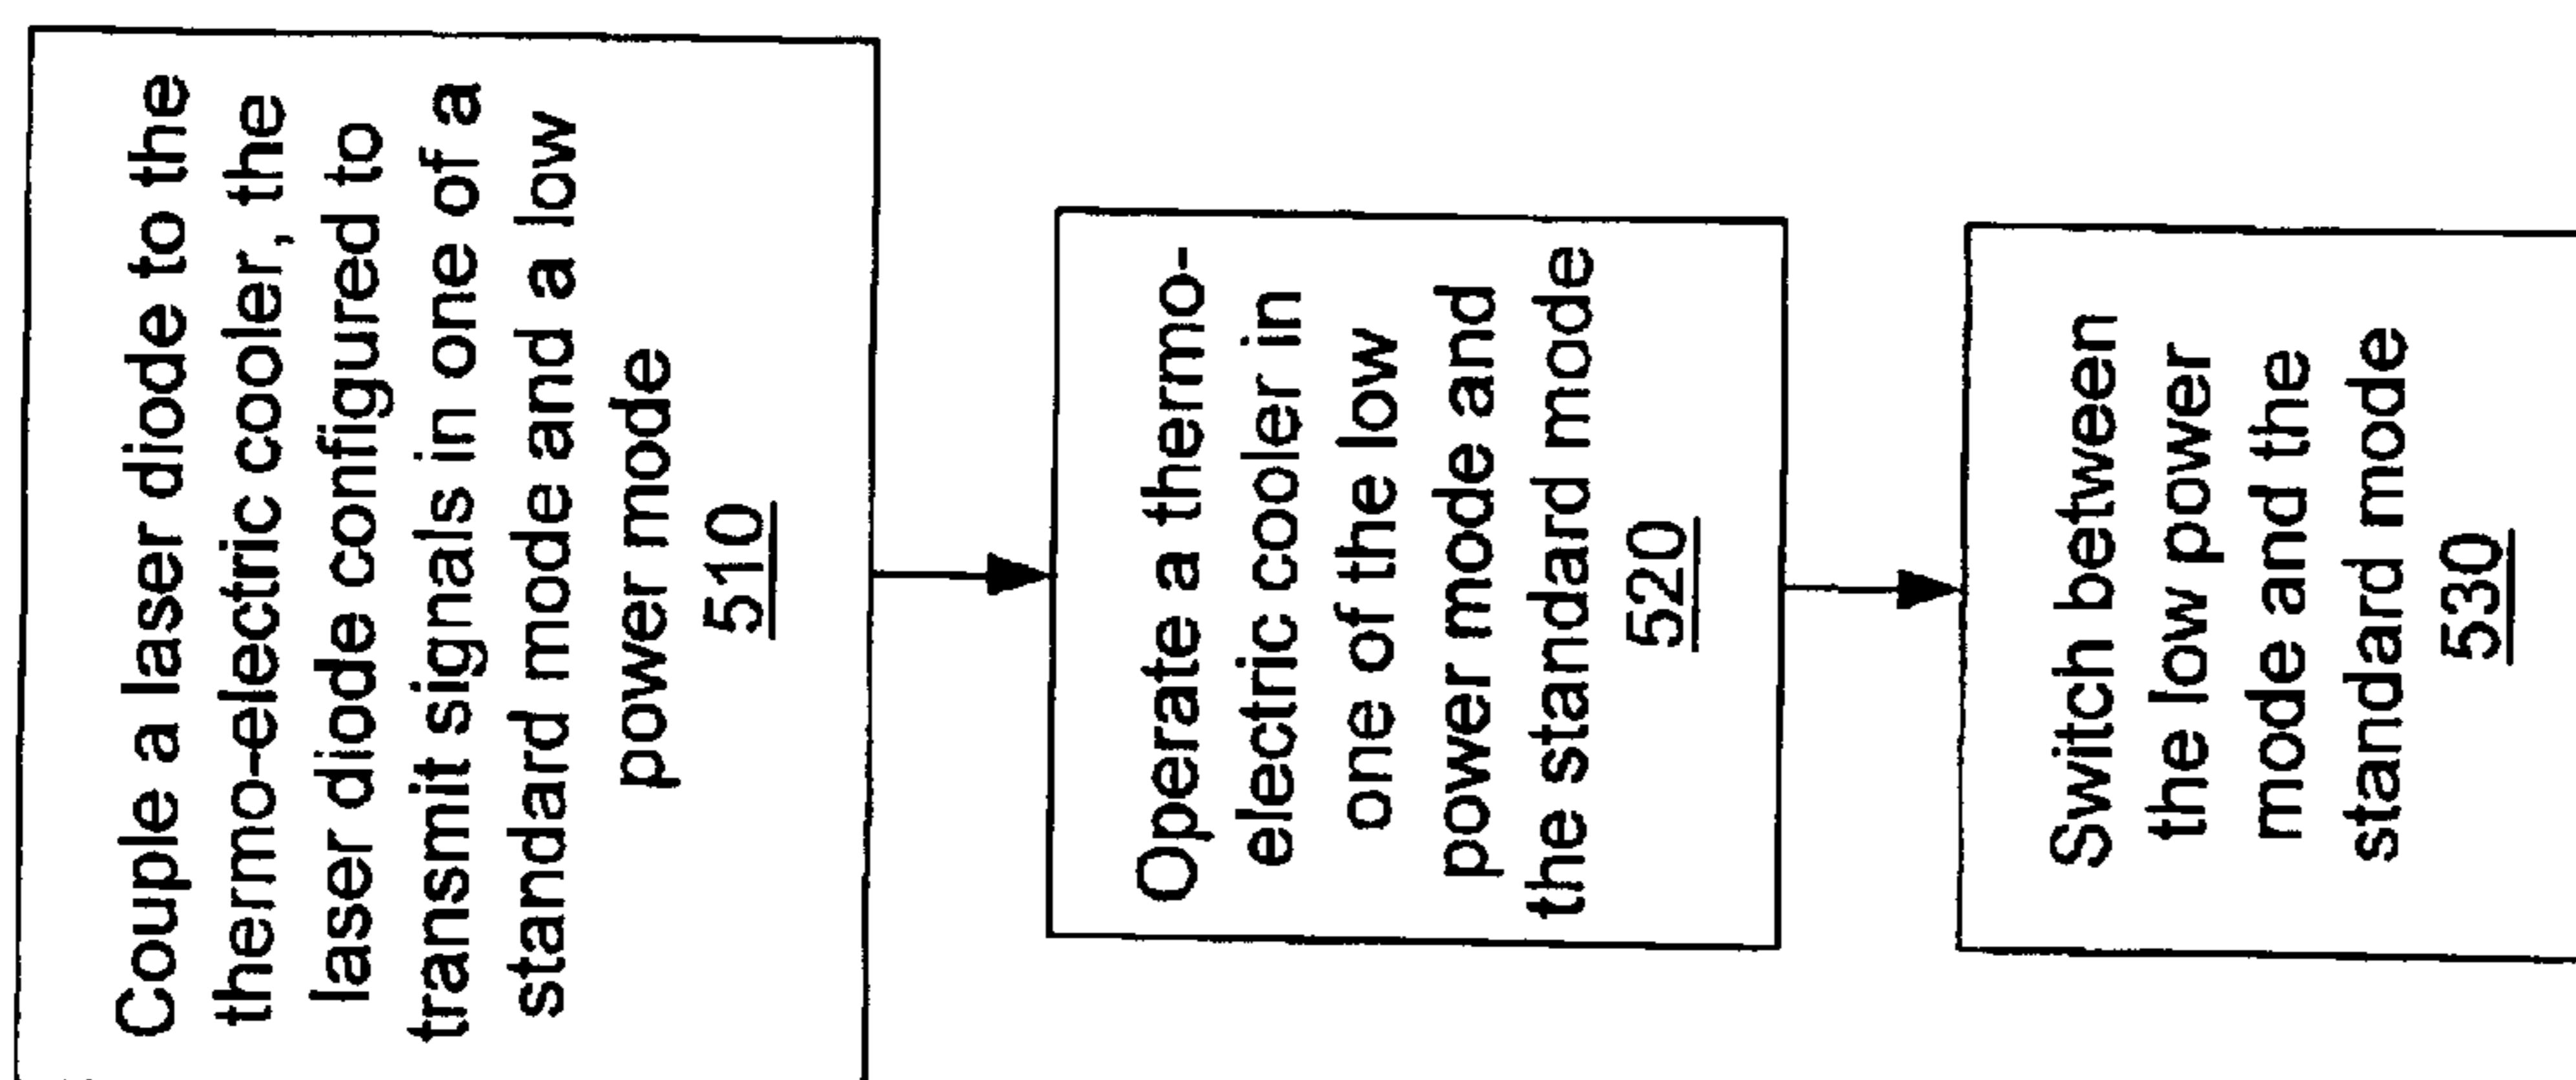 Couple a laser diode to the
thermo-electric cooler, the
laser diode configured to
transmit signals in one of a
standard mode and a low
power mode
510
Operate a thermo-
electric cooler in
one of the low
power mode and
the standard mode
520
Switch between
the low power
mode and the
standard mode
530